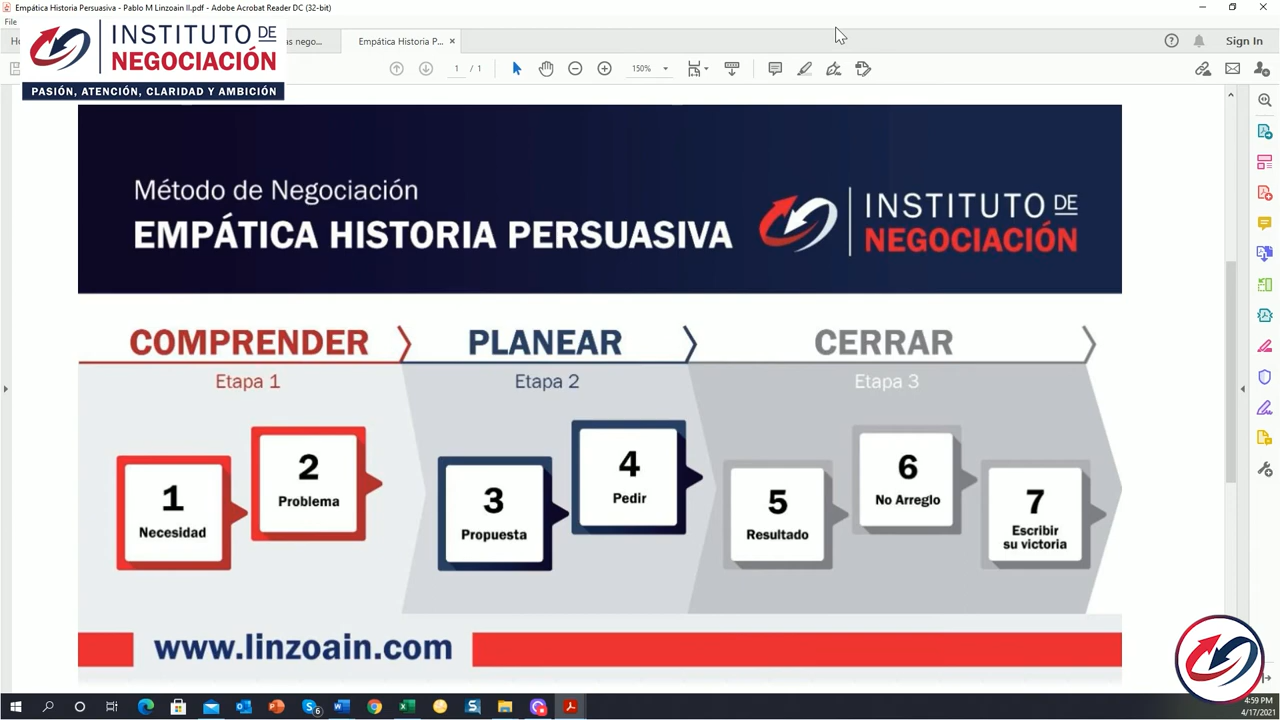 Empática Historia Persuasiva - Pablo M Linzoain II.pdf - Adobe Acrobat Reader DC (32-bit)
File
INSTITUTO DE
NEGOCIACIÓN
PASIÓN, ATENCIÓN, CLARIDAD Y AMBICIÓN
as nego...
Empática Historia P...
Sign In
1 / 1
150%
Método de Negociación
EMPÁTICA HISTORIA PERSUASIVA
INSTITUTO DE
NEGOCIACIÓN
COMPRENDER
PLANEAR
CERRAR
Etapa 1
Etapa 2
Etapa 3
1
Necesidad
2
Problema
3
Propuesta
4
Pedir
5
Resultado
6
No Arreglo
7
Escribir
su victoria
www.linzoain.com
6
4:59 PM
4/17/2021